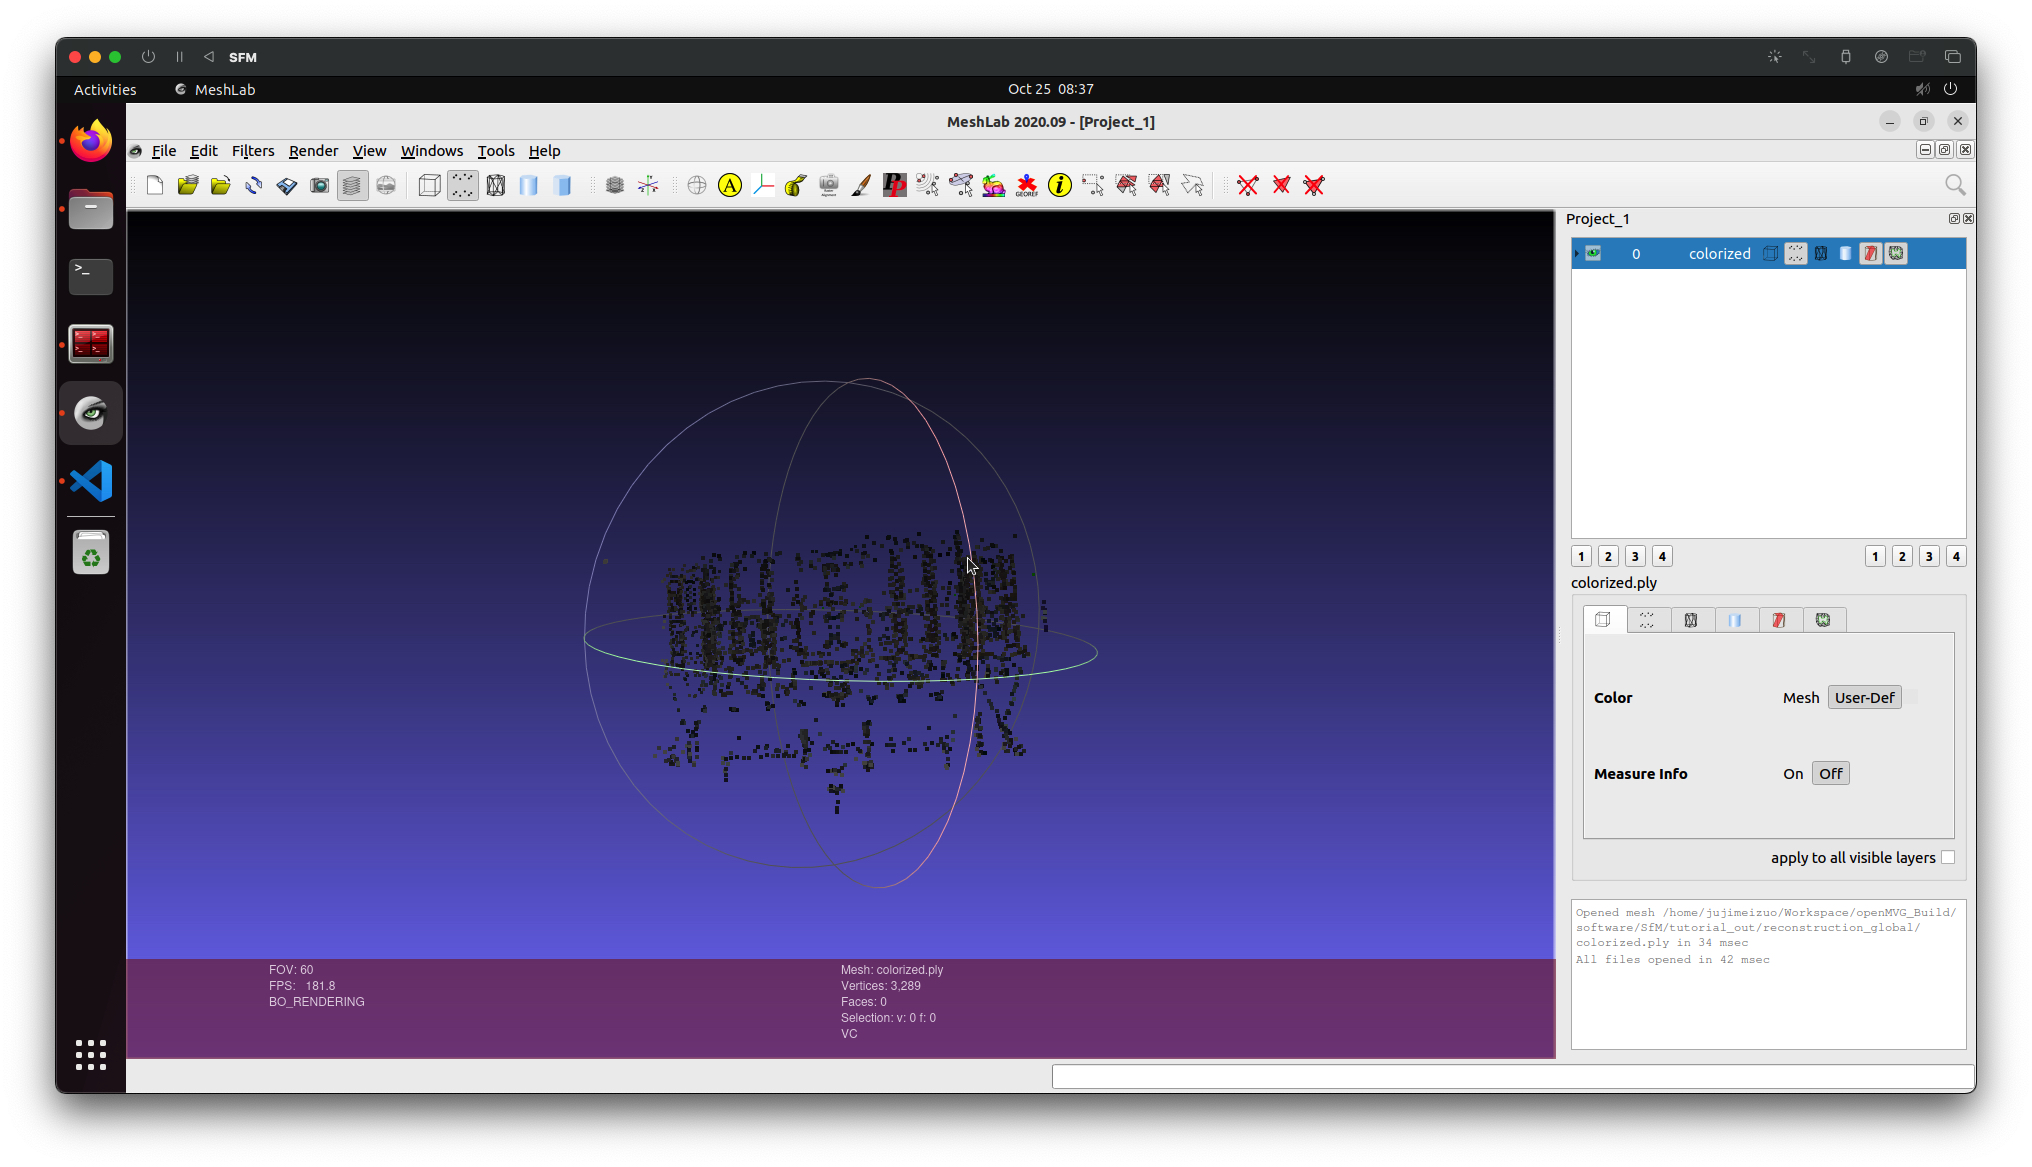 SFM
Activities
MeshLab
Oct 25 08:37
MeshLab 2020.09 - [Project_1]
File Edit Filters Render View Windows Tools Help
A
Pp
GEOREF
i
Project_1
0 colorized
1 2 3 4
1 2 3 4
colorized.ply
Color Mesh User-Def
Measure Info On Off
apply to all visible layers
Opened mesh /home/jujimeizuo/Workspace/openMVG_Build/
software/SfM/tutorial_out/reconstruction_global/
colorized.ply in 34 msec
All files opened in 42 msec
FOV: 60
FPS: 181.8
BO_RENDERING
Mesh: colorized.ply
Vertices: 3,289
Faces: 0
Selection: v: 0 f: 0
VC